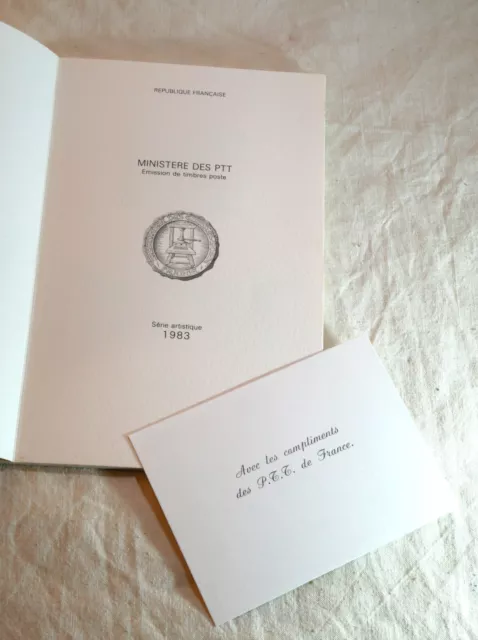 REPUBLIQUE FRANÇAISE
MINISTERE DES PTT
Emission de timbres poste
Série artistique
1983
Avec les compliments
des P.T.T. de France.